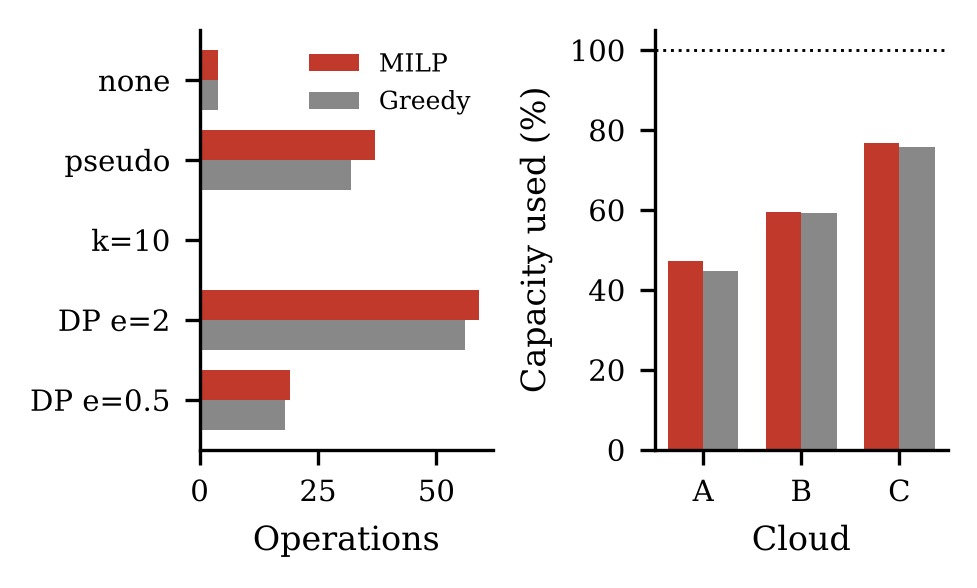 none
pseudo
k=10
DP e=2
DP e=0.5
MILP
Greedy
0 25 50
Operations
Capacity used (%)
100
80
60
40
20
0
A B C
Cloud